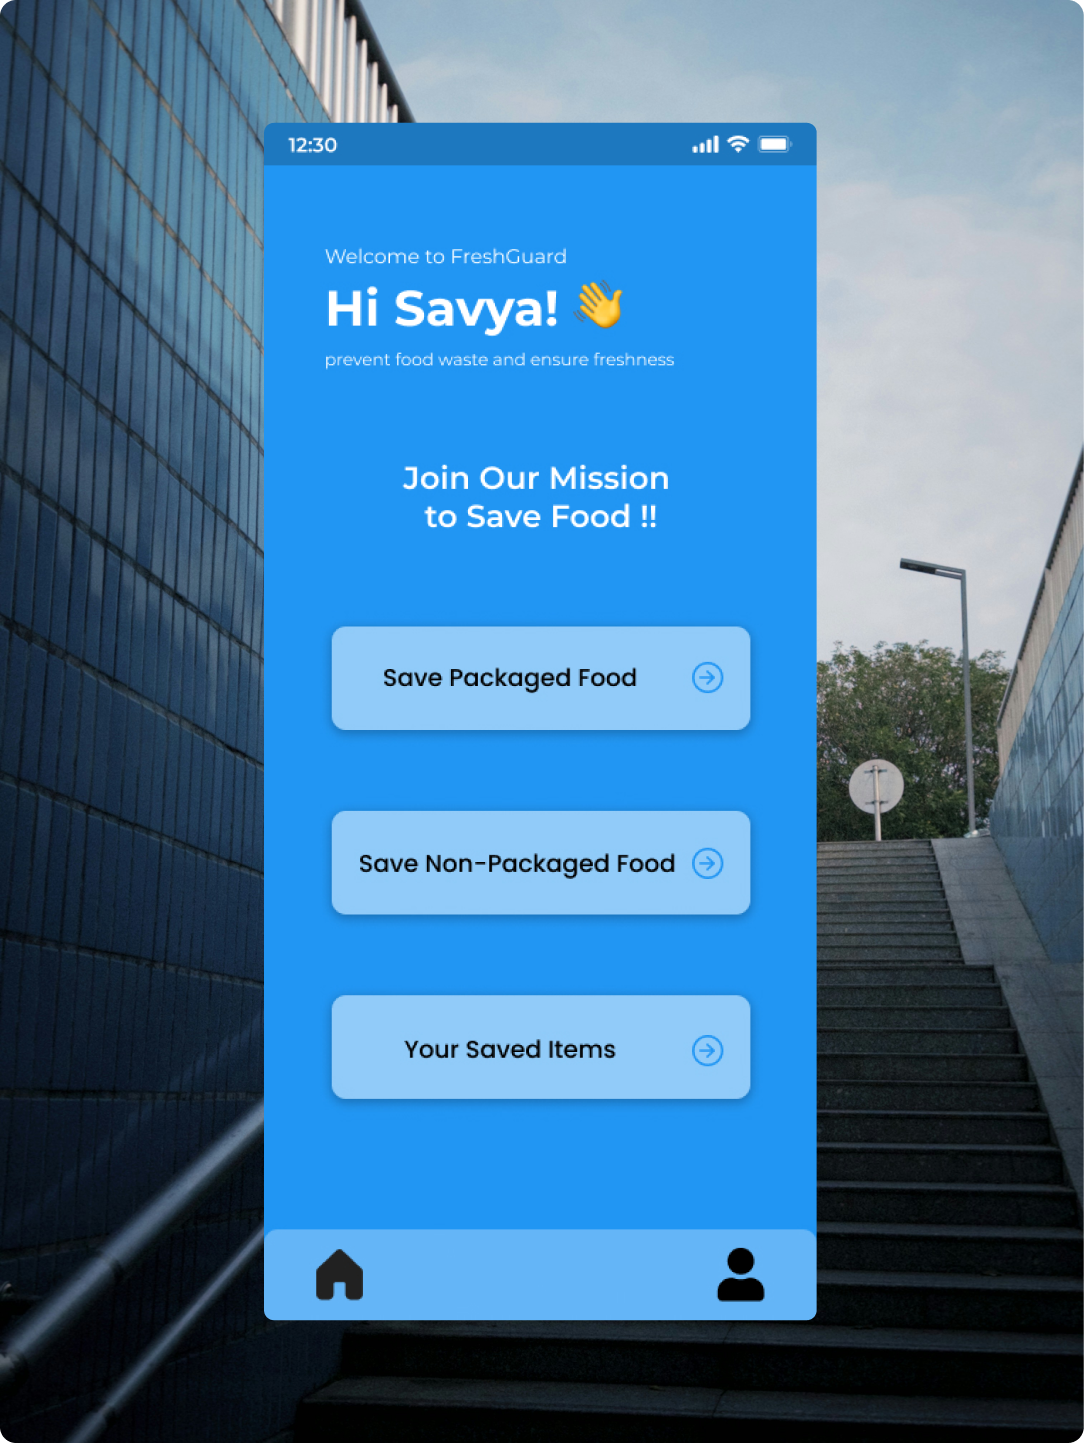 12:30
Welcome to FreshGuard
Hi Savya! 👋
prevent food waste and ensure freshness
Join Our Mission
to Save Food !!
Save Packaged Food
Save Non-Packaged Food
Your Saved Items